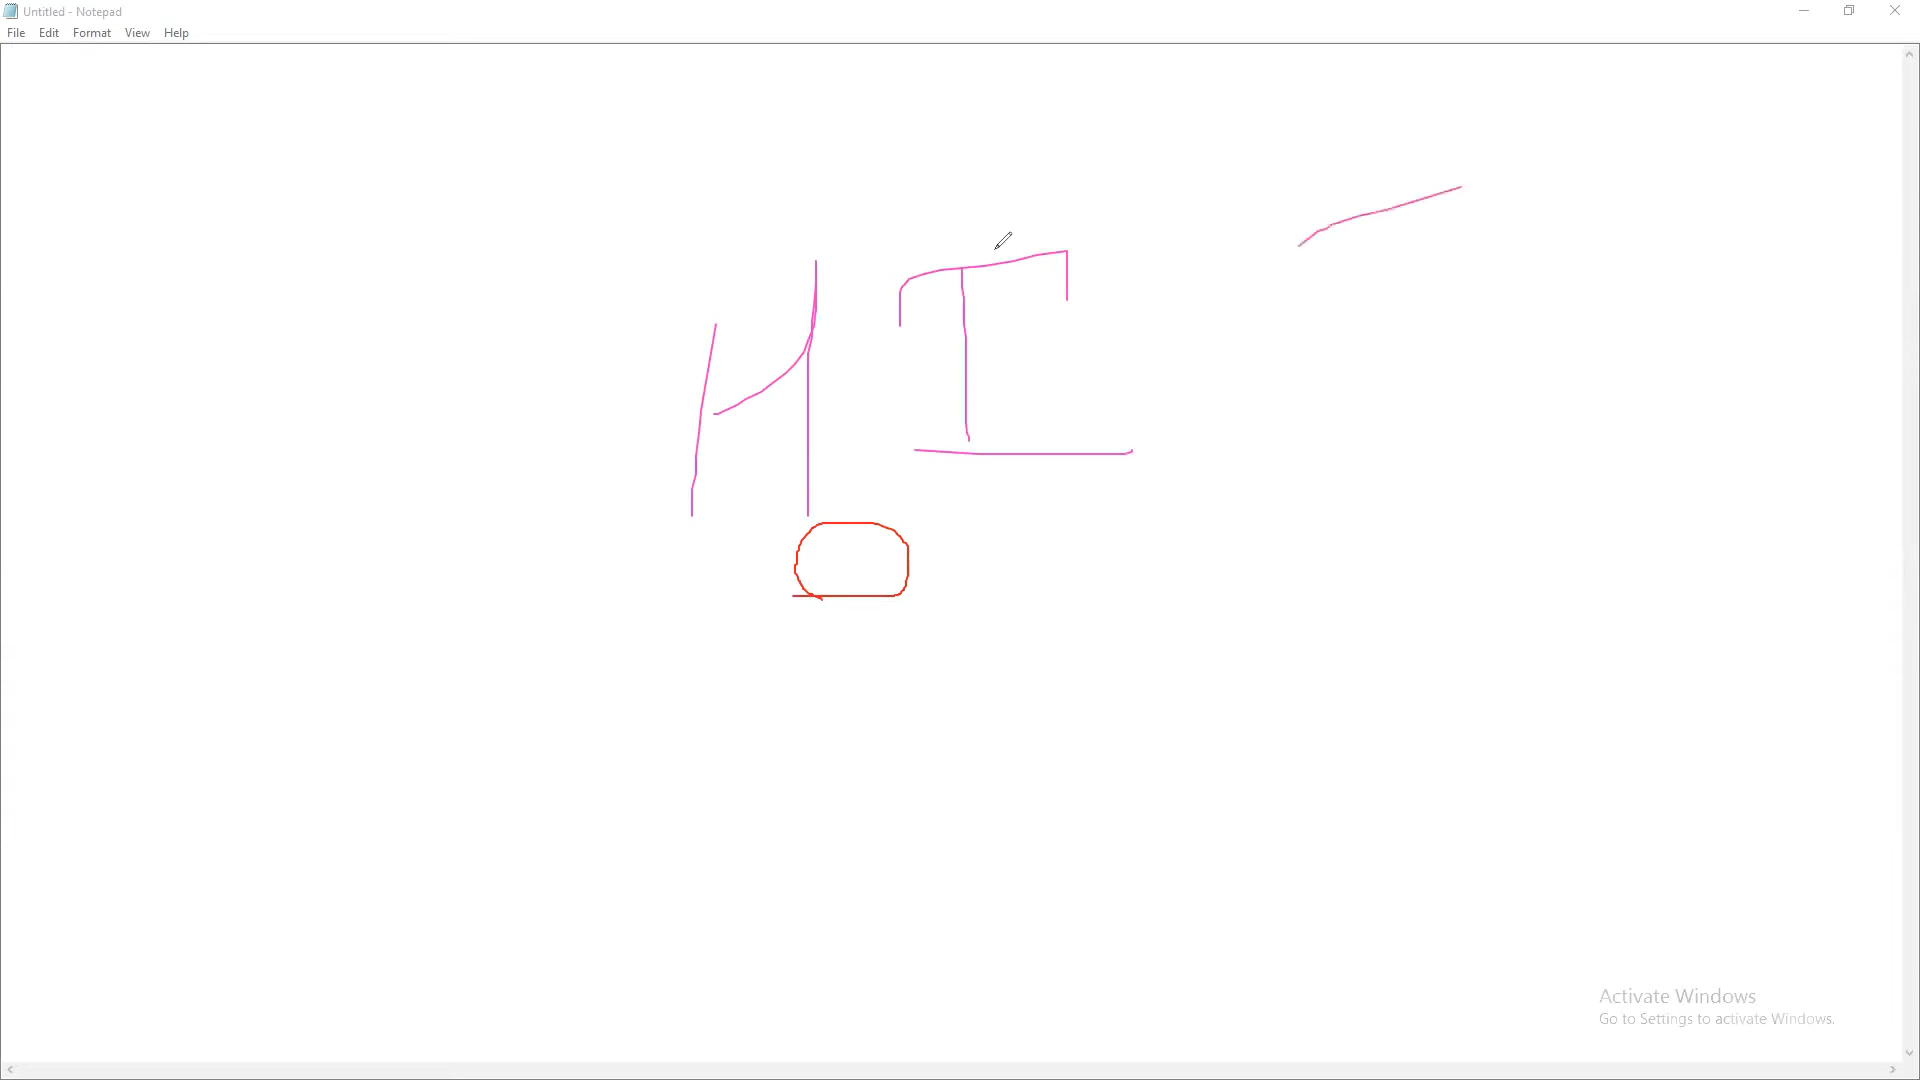 Untitled - Notepad
File Edit Format View Help
HI
Activate Windows
Go to Settings to activate Windows.